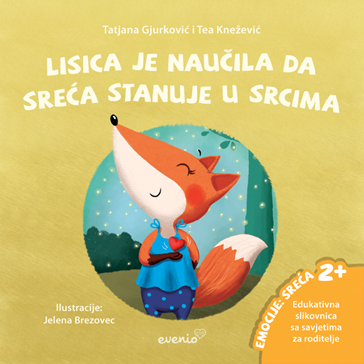 Tatjana Gjurković i Tea Knežević
LISICA JE NAUČILA DA
SREĆA STANUJE U SRCIMA
Ilustracije:
Jelena Brezovec
evenio
EMOCIJE: SREĆA 2+
Edukativna
slikovnica
sa savjetima
za roditelje